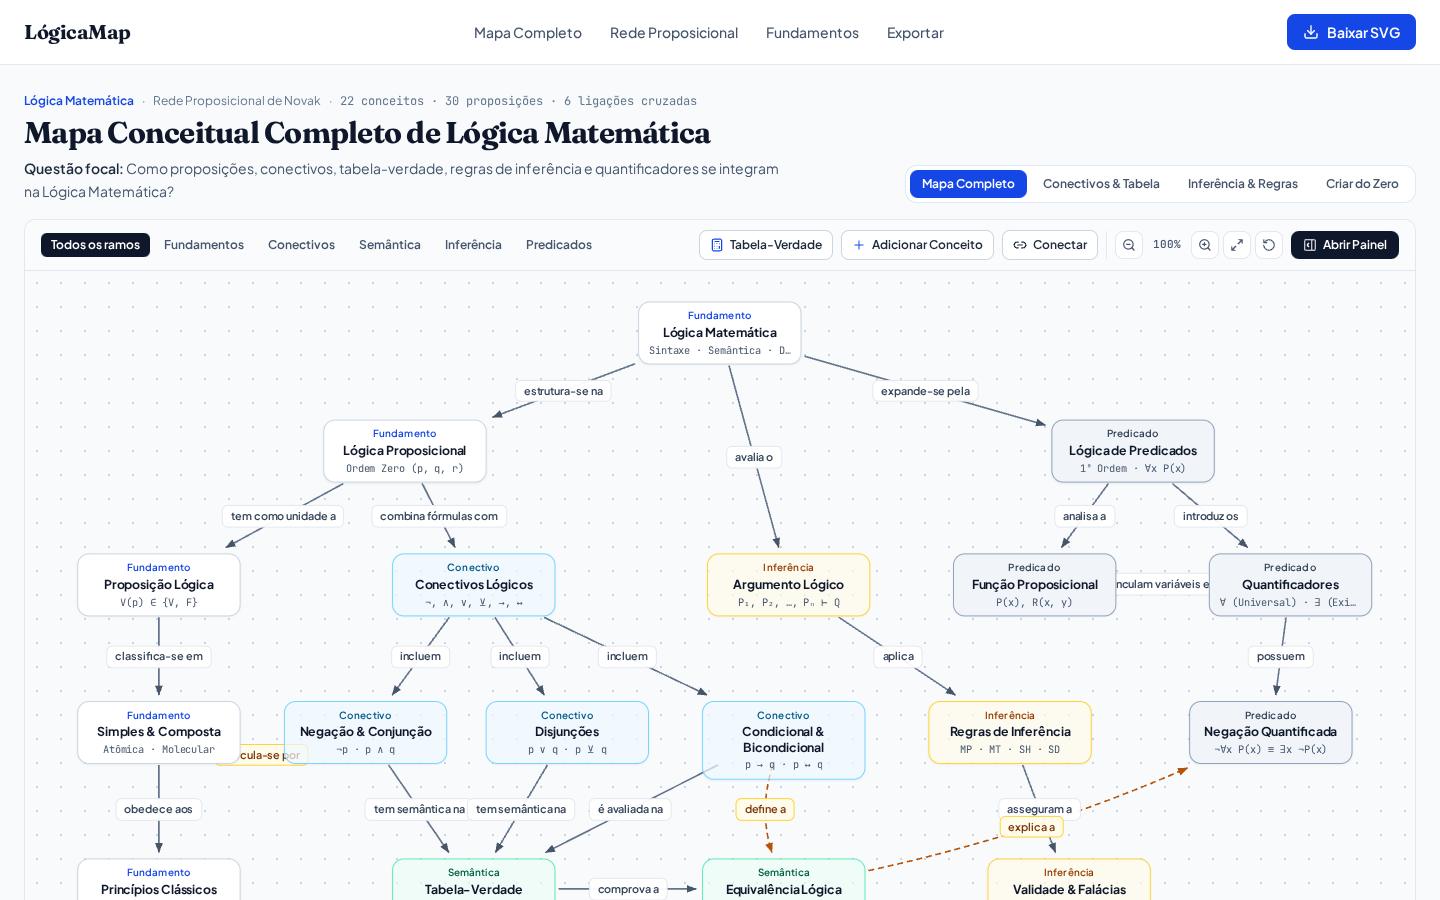 LógicaMap
Mapa Completo
Rede Proposicional
Fundamentos
Exportar
Baixar SVG
Lógica Matemática · Rede Proposicional de Novak · 22 conceitos · 30 proposições · 6 ligações cruzadas
Mapa Conceitual Completo de Lógica Matemática
Questão focal: Como proposições, conectivos, tabela-verdade, regras de inferência e quantificadores se integram
na Lógica Matemática?
Mapa Completo
Conectivos & Tabela
Inferência & Regras
Criar do Zero
Todos os ramos
Fundamentos
Conectivos
Semântica
Inferência
Predicados
Tabela-Verdade
Adicionar Conceito
Conectar
100%
Abrir Painel
Fundamento
Lógica Matemática
Sintaxe · Semântica · D…
estrutura-se na
expande-se pela
Fundamento
Lógica Proposicional
Ordem Zero (p, q, r)
avalia o
Predicado
Lógica de Predicados
1ª Ordem · ∀x P(x)
tem como unidade a
combina fórmulas com
analisa a
introduz os
Fundamento
Proposição Lógica
V(p) ∈ {V, F}
Conectivo
Conectivos Lógicos
¬, ∧, ∨, ⊻, →, ↔
Inferência
Argumento Lógico
P₁, P₂, …, Pₙ ⊢ Q
Predicado
Função Proposicional
P(x), R(x, y)
nculam variáveis e
Predicado
Quantificadores
∀ (Universal) · ∃ (Exi…
classifica-se em
incluem
incluem
incluem
aplica
possuem
Fundamento
Simples & Composta
Atômica · Molecular
cula-se por
Conectivo
Negação & Conjunção
¬p · p ∧ q
Conectivo
Disjunções
p ∨ q · p ⊻ q
Conectivo
Condicional &
Bicondicional
p → q · p ↔ q
Inferência
Regras de Inferência
MP · MT · SH · SD
Predicado
Negação Quantificada
¬∀x P(x) ≡ ∃x ¬P(x)
obedece aos
tem semântica na
tem semântica na
é avaliada na
define a
asseguram a
explica a
Fundamento
Princípios Clássicos
Semântica
Tabela-Verdade
comprova a
Semântica
Equivalência Lógica
Inferência
Validade & Falácias